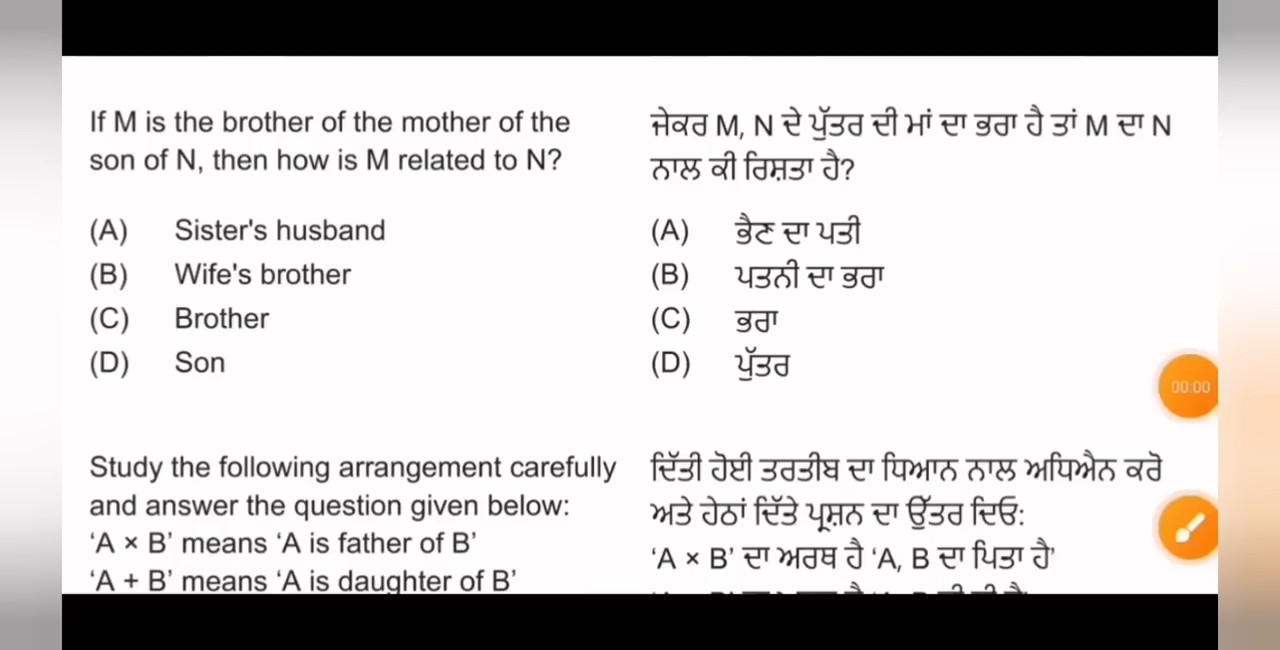 If M is the brother of the mother of the
son of N, then how is M related to N?
(A) Sister's husband
(B) Wife's brother
(C) Brother
(D) Son
ਜੇਕਰ M, N ਦੇ ਪੁੱਤਰ ਦੀ ਮਾਂ ਦਾ ਭਰਾ ਹੈ ਤਾਂ M ਦਾ N
ਨਾਲ ਕੀ ਰਿਸ਼ਤਾ ਹੈ?
(A) ਭੈਣ ਦਾ ਪਤੀ
(B) ਪਤਨੀ ਦਾ ਭਰਾ
(C) ਭਰਾ
(D) ਪੁੱਤਰ
00:00
Study the following arrangement carefully
and answer the question given below:
‘A × B’ means ‘A is father of B’
‘A + B’ means ‘A is daughter of B’
ਦਿੱਤੀ ਹੋਈ ਤਰਤੀਬ ਦਾ ਧਿਆਨ ਨਾਲ ਅਧਿਐਨ ਕਰੋ
ਅਤੇ ਹੇਠਾਂ ਦਿੱਤੇ ਪ੍ਰਸ਼ਨ ਦਾ ਉੱਤਰ ਦਿਓ:
‘A × B’ ਦਾ ਅਰਥ ਹੈ ‘A, B ਦਾ ਪਿਤਾ ਹੈ’